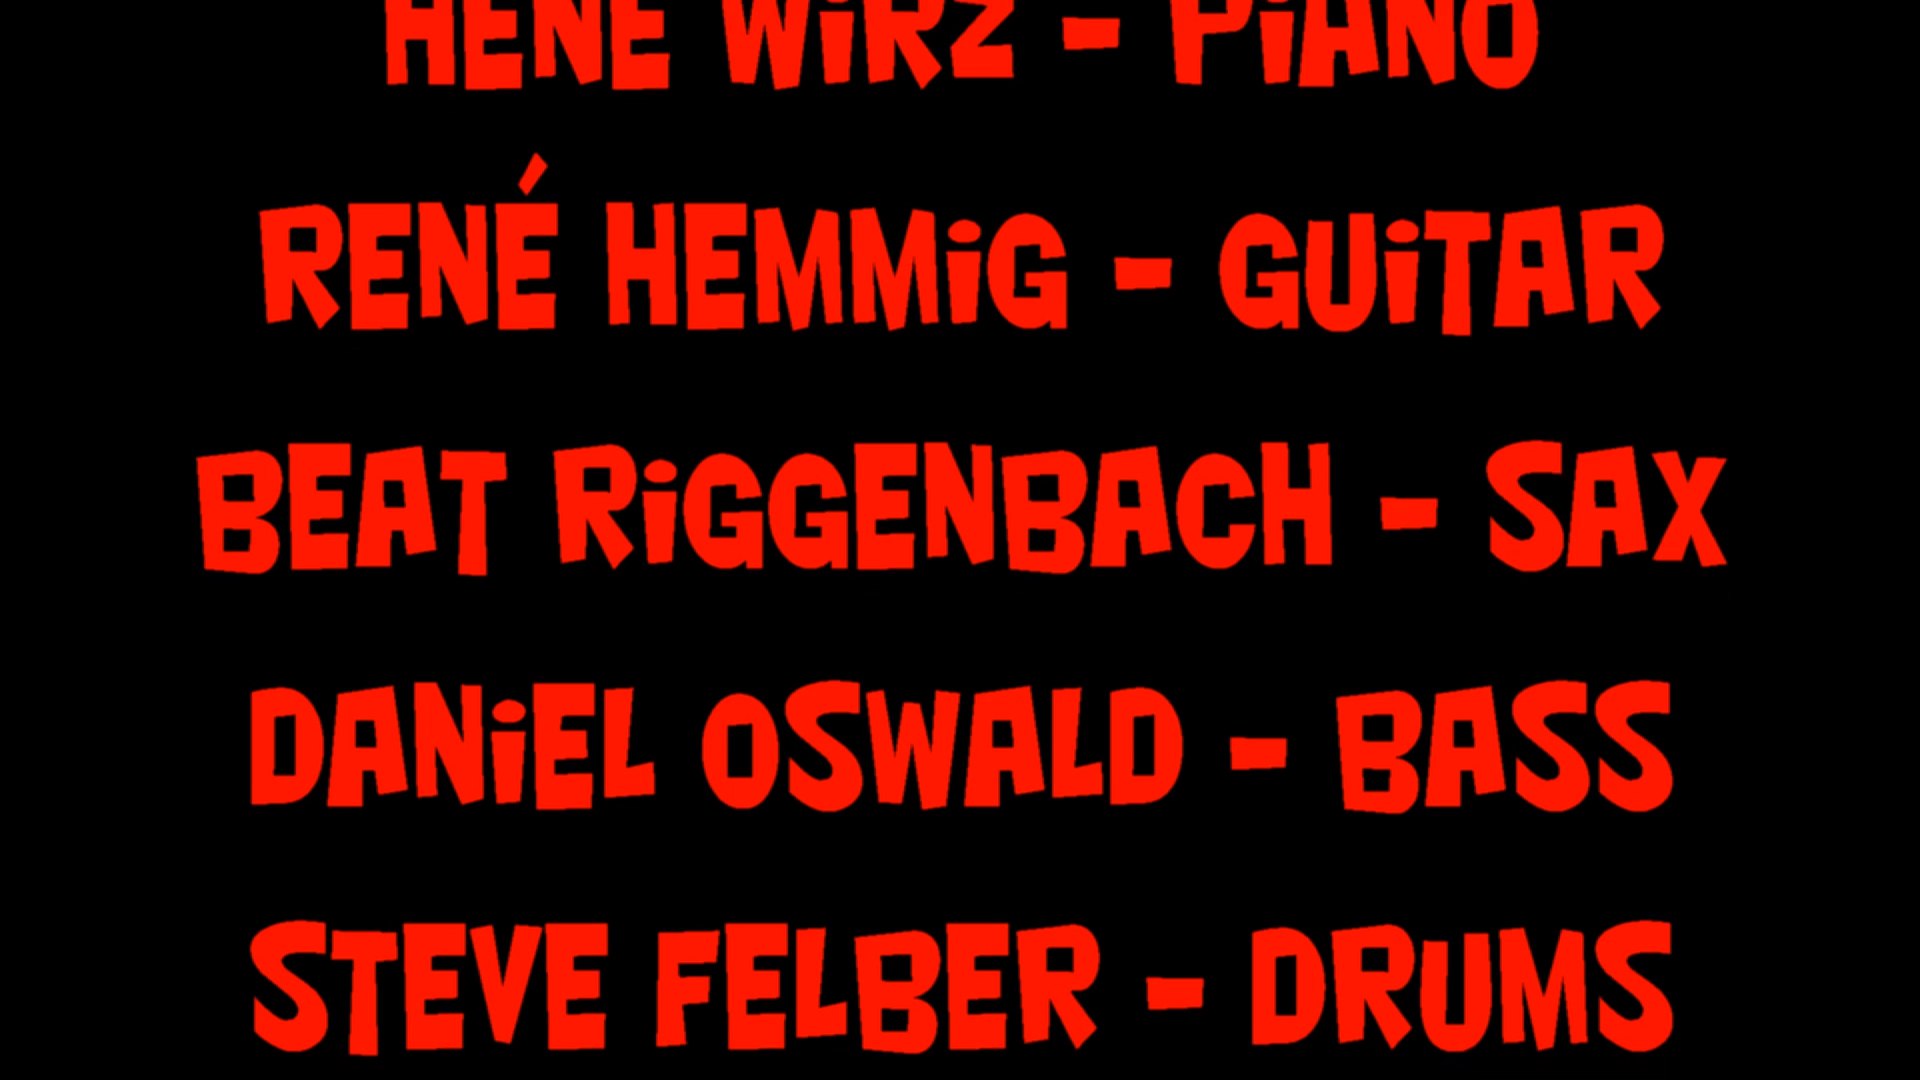 HENE WiRZ - PiANO
RENÉ HEMMiG - GUiTAR
BEAT RiGGENBACH - SAX
DANiEL OSWALD - BASS
STEVE FELBER - DRUMS